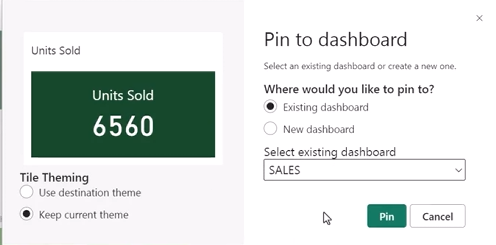 Units Sold
Units Sold
6560
Tile Theming
Use destination theme
Keep current theme
Pin to dashboard
Select an existing dashboard or create a new one.
Where would you like to pin to?
Existing dashboard
New dashboard
Select existing dashboard
SALES
Pin
Cancel